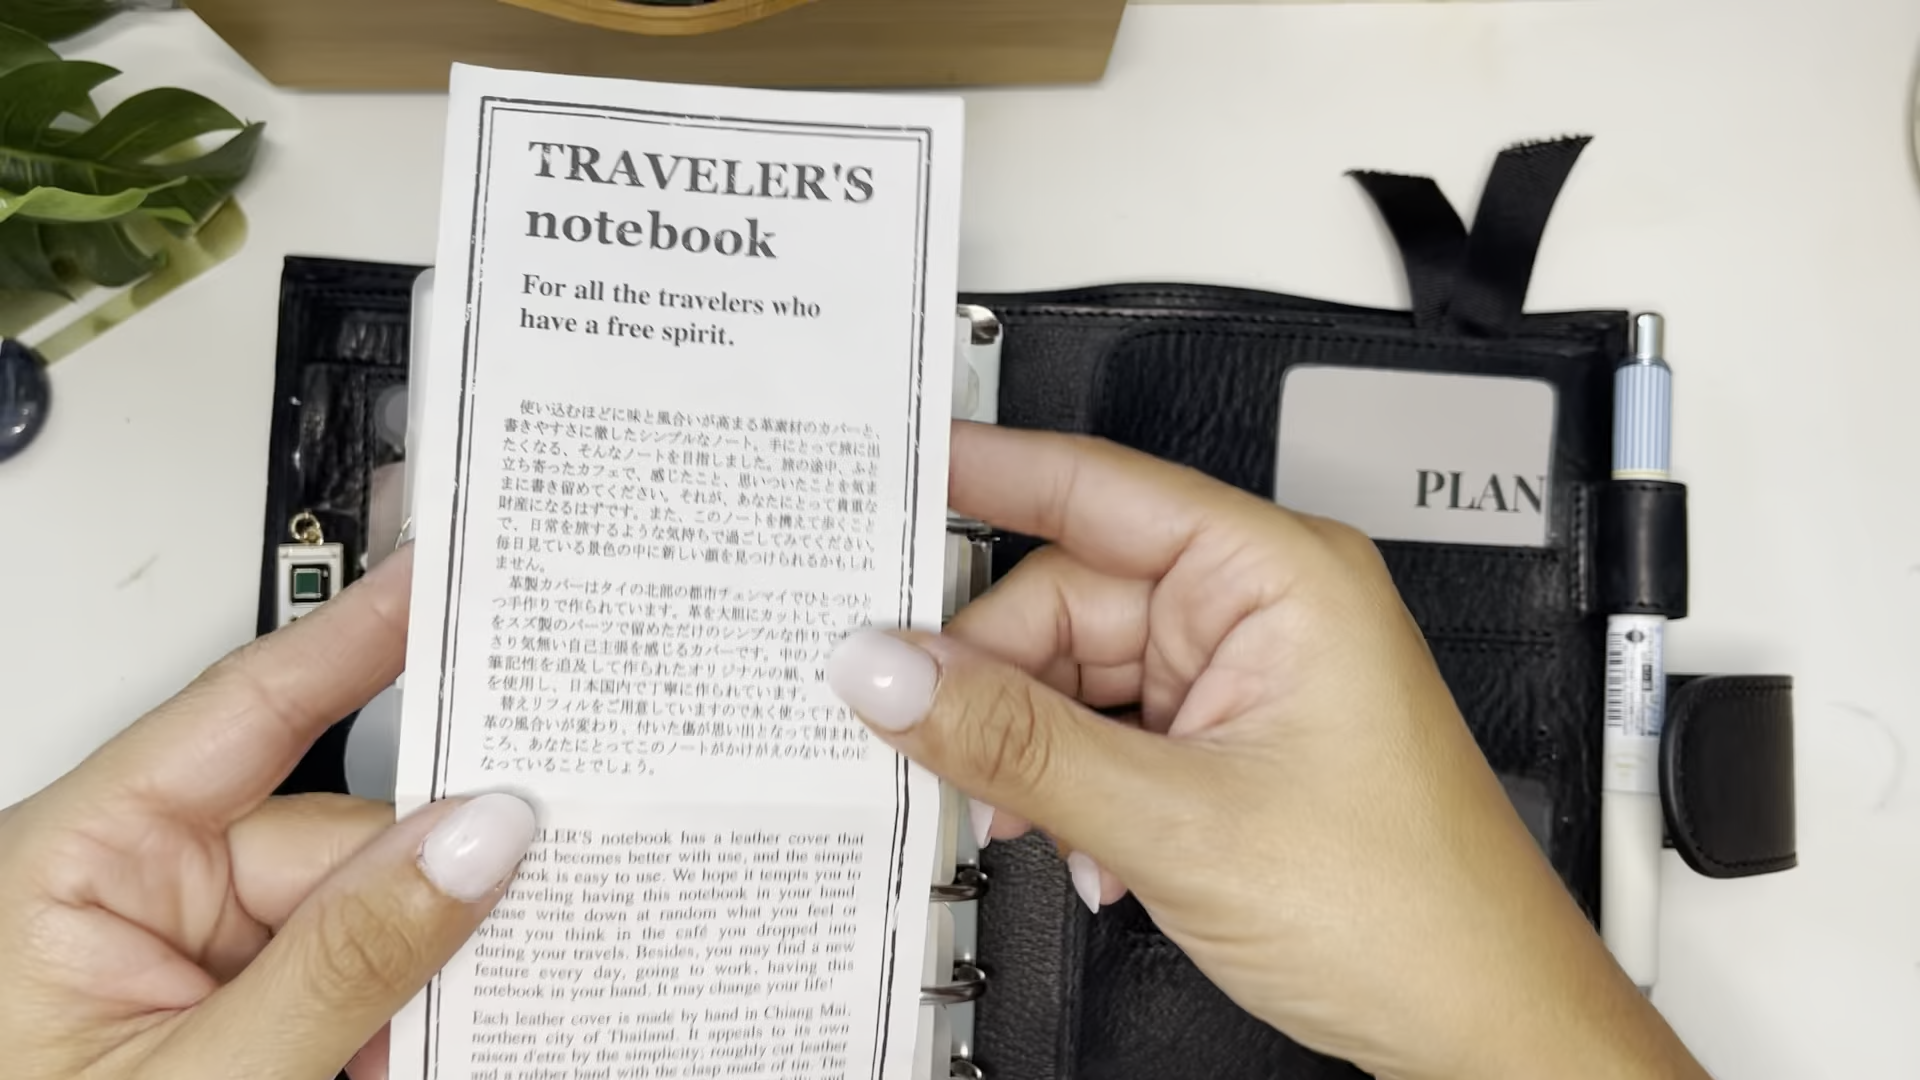 TRAVELER'S
notebook
For all the travelers who
have a free spirit.
使い込むほどに味と風合いが高まる革素材のカバーと、
書きやすさに徹したシンプルなノート。手にとって旅に出
たくなる、そんなノートを目指しました。旅の途中、ふと
立ち寄ったカフェで、感じたこと、思いついたことを気ま
まに書き留めてください。それが、あなたにとって貴重な
財産になるはずです。また、このノートを携えて歩くこと
で、日常を旅するような気持ちで過ごしてみてください。
毎日見ている景色の中に新しい顔を見つけられるかもしれ
ません。
革製カバーはタイの北部の都市チェンマイでひとつひと
つ手作りで作られています。革を大胆にカットして、ゴム
をスズ製のパーツで留めただけのシンプルな作りで
さり気無い自己主張を感じるカバーです。中のノ
筆記性を追及して作られたオリジナルの紙、M
を使用し、日本国内で丁寧に作られています。
替えリフィルをご用意していますので永く使って下さい
革の風合いが変わり、付いた傷が思い出となって刻まれる
ころ、あなたにとってこのノートがかけがえのないものに
なっていることでしょう。
ELER'S notebook has a leather cover that
and becomes better with use, and the simple
book is easy to use. We hope it tempts you to
traveling having this notebook in your hand
lease write down at random what you feel or
what you think in the café you dropped into
during your travels. Besides, you may find a new
feature every day, going to work, having this
notebook in your hand. It may change your life!
Each leather cover is made by hand in Chiang Mai,
northern city of Thailand. It appeals to its own
raison d'etre by the simplicity; roughly cut leather
and a rubber band with the clasp made of tin. The
PLAN